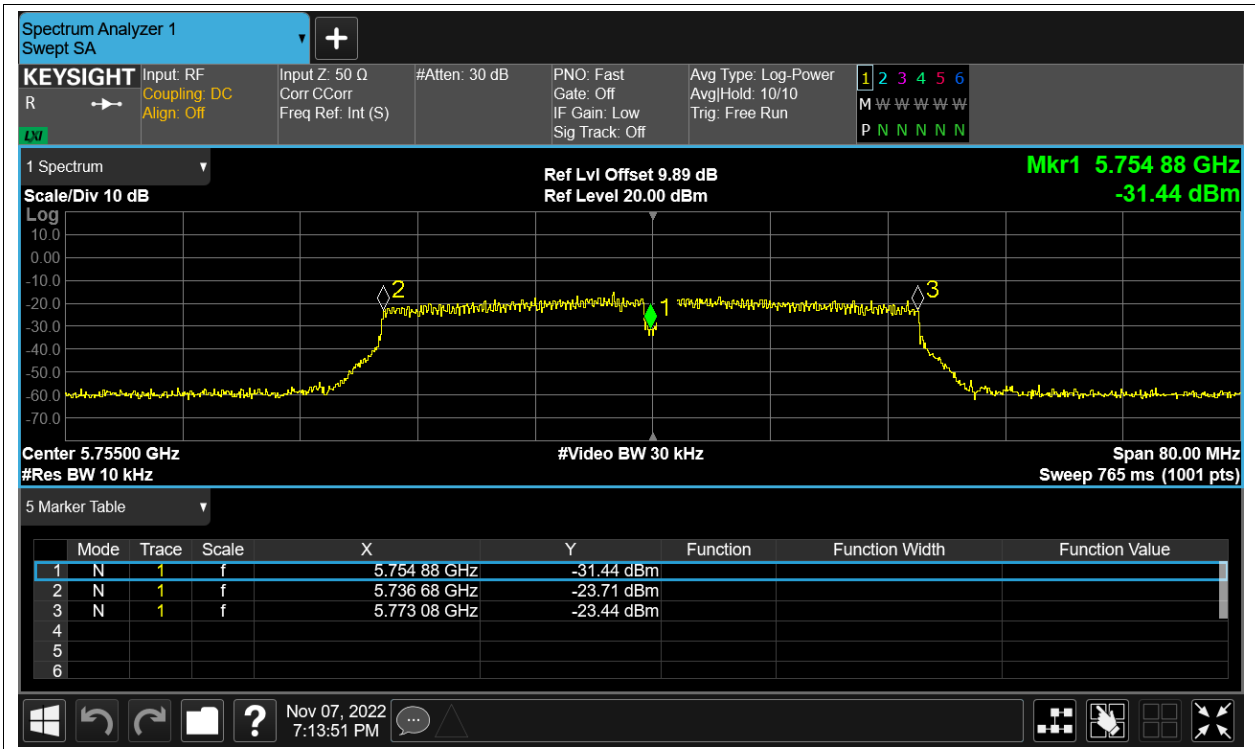 Spectrum Analyzer 1
Swept SA
+
KEYSIGHT Input: RF Input Z: 50 Ω #Atten: 30 dB PNO: Fast Avg Type: Log-Power 1 2 3 4 5 6
R Coupling: DC Corr CCorr Gate: Off Avg|Hold: 10/10 M W W W W W
Align: Off Freq Ref: Int (S) IF Gain: Low Trig: Free Run
LXI Sig Track: Off P N N N N N
1 Spectrum Ref Lvl Offset 9.89 dB Mkr1 5.754 88 GHz
Scale/Div 10 dB Ref Level 20.00 dBm -31.44 dBm
Log
10.0
0.00
-10.0
2 3
-20.0
1
-30.0
-40.0
-50.0
-60.0
-70.0
Center 5.75500 GHz #Video BW 30 kHz Span 80.00 MHz
#Res BW 10 kHz Sweep 765 ms (1001 pts)
5 Marker Table
Mode Trace Scale X Y Function Function Width Function Value
1 N 1 f 5.754 88 GHz -31.44 dBm
2 N 1 f 5.736 68 GHz -23.71 dBm
3 N 1 f 5.773 08 GHz -23.44 dBm
4
5
6
? Nov 07, 2022
7:13:51 PM